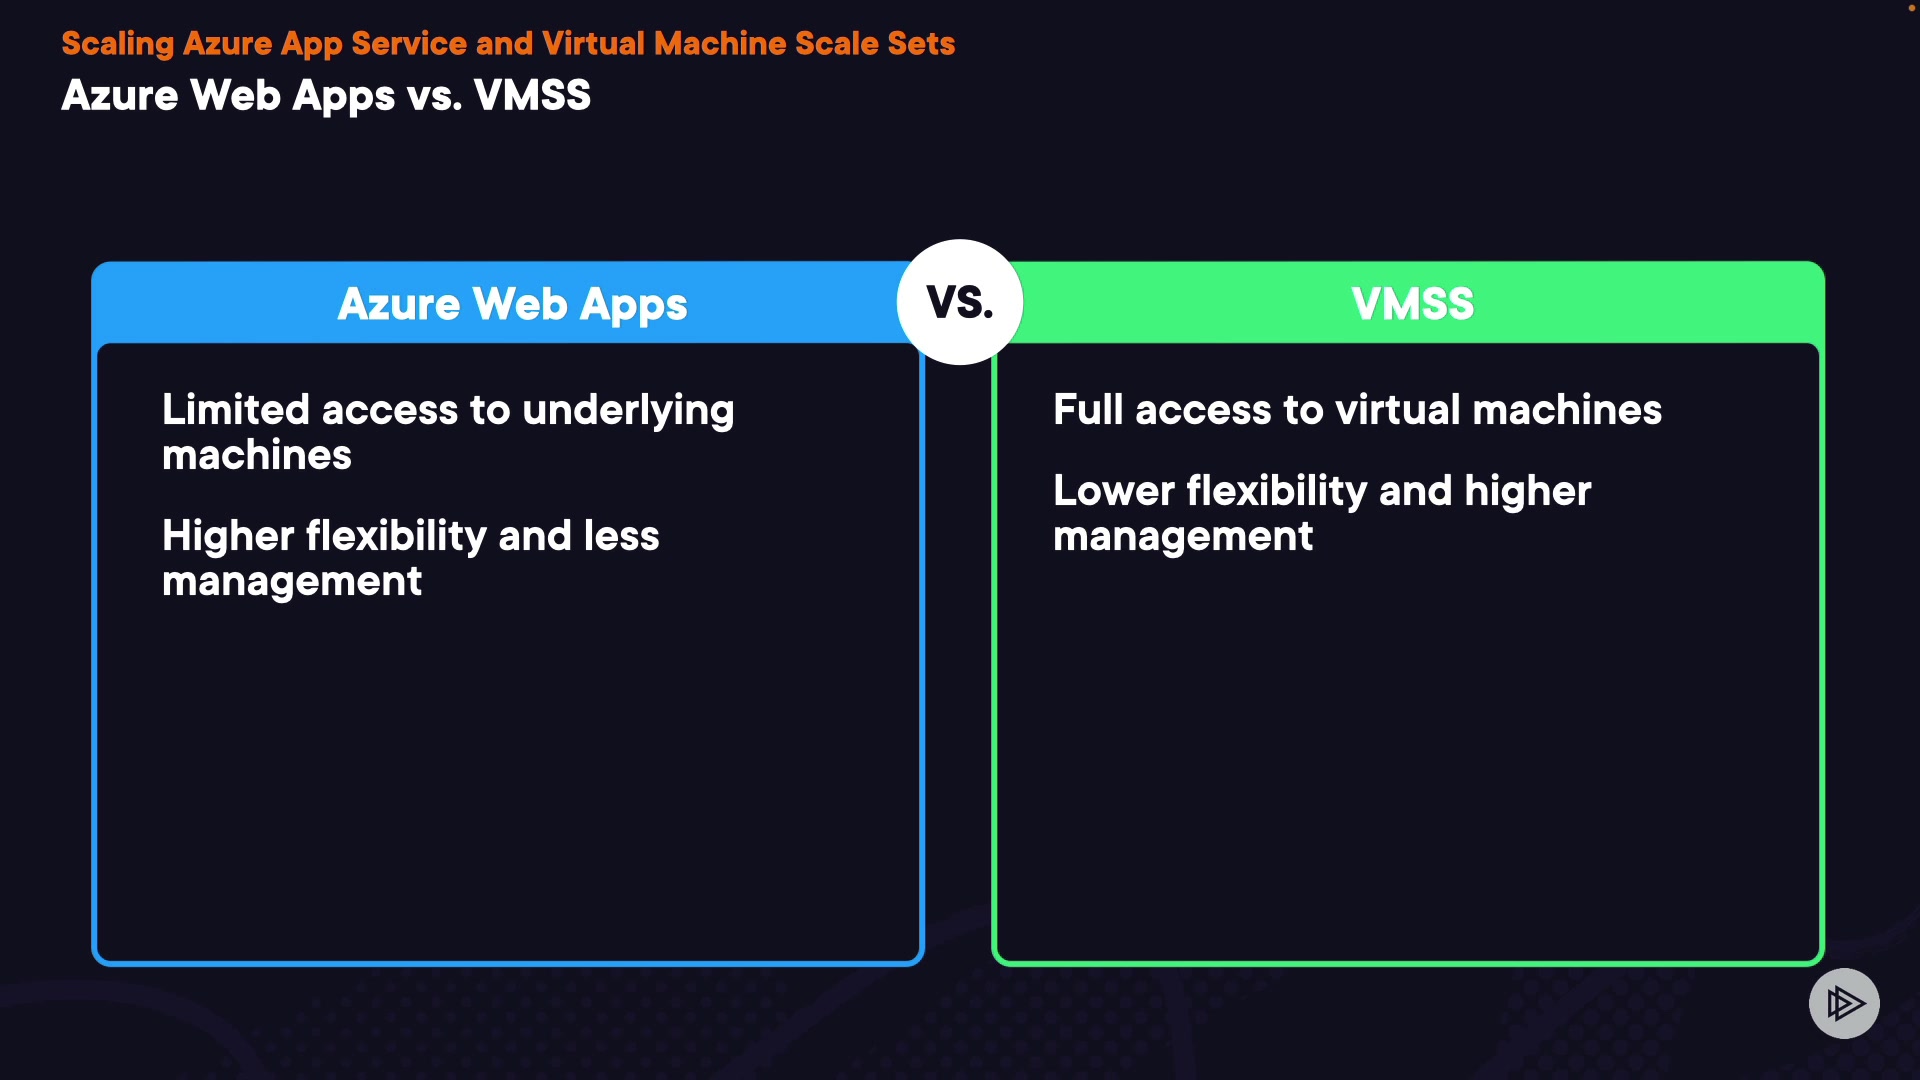 Scaling Azure App Service and Virtual Machine Scale Sets
Azure Web Apps vs. VMSS
Azure Web Apps
VS.
VMSS
Limited access to underlying
machines
Higher flexibility and less
management
Full access to virtual machines
Lower flexibility and higher
management